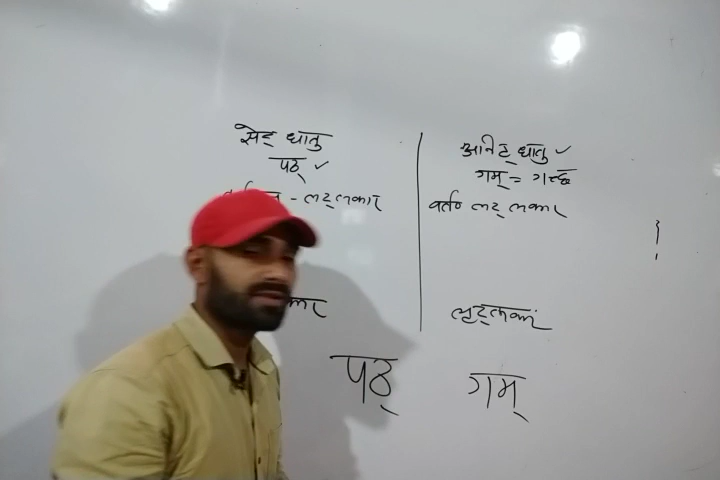 सेट् धातु
पठ् ✓
- लट् लकार
अनिट् धातु ✓
गम् = गच्छ
वर्त० लट् लकार
लृट् लकार
पठ्
गम्